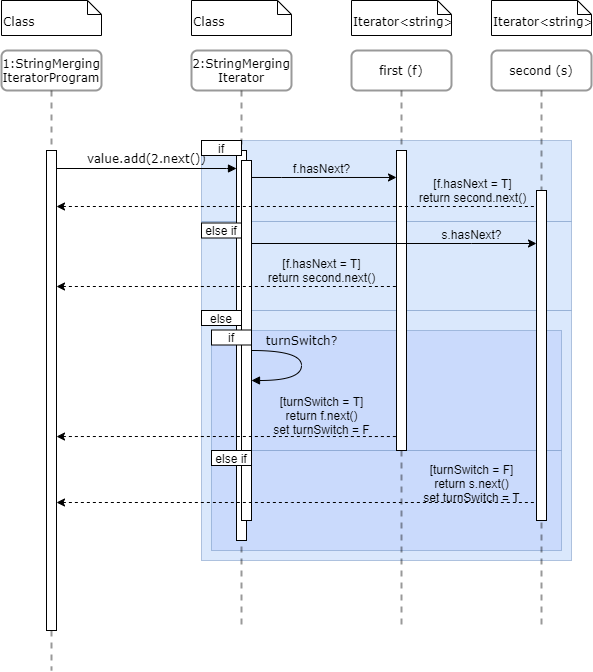 Class
Class
Iterator<string>
Iterator<string>
1:StringMerging
IteratorProgram
2:StringMerging
Iterator
first (f)
second (s)
if
value.add(2.next())
f.hasNext?
[f.hasNext = T]
return second.next()
else if
s.hasNext?
[f.hasNext = T]
return second.next()
else
if
turnSwitch?
[turnSwitch = T]
return f.next()
set turnSwitch = F
else if
[turnSwitch = F]
return s.next()
set turnSwitch = T